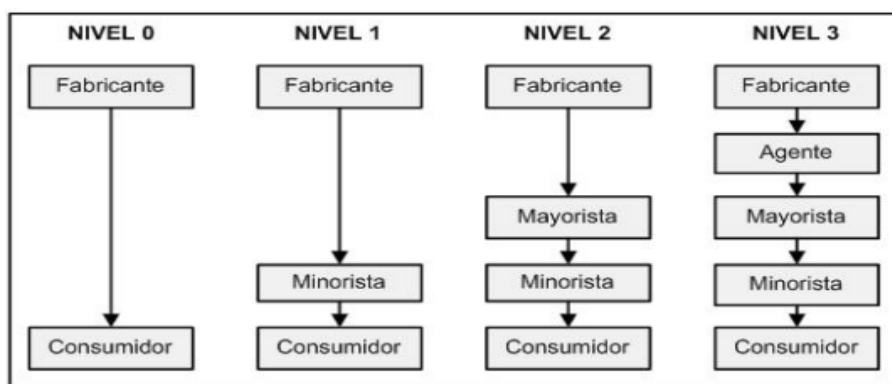 NIVEL 0 NIVEL 1 NIVEL 2 NIVEL 3
Fabricante Fabricante Fabricante Fabricante
Agente
Mayorista Mayorista
Minorista Minorista Minorista
Consumidor Consumidor Consumidor Consumidor